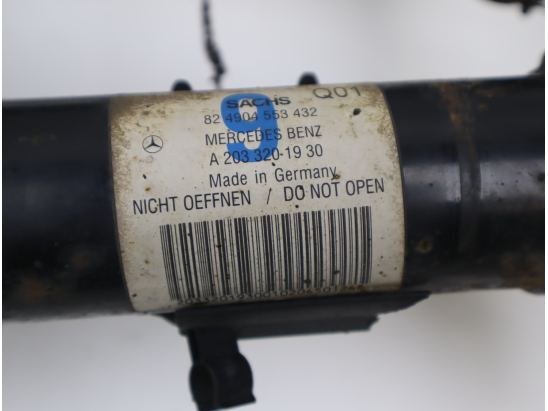 SACHS Q01
9
82 4904 553 432
MERCEDES BENZ
A 203 320-19 30
Made in Germany
NICHT OEFFNEN / DO NOT OPEN